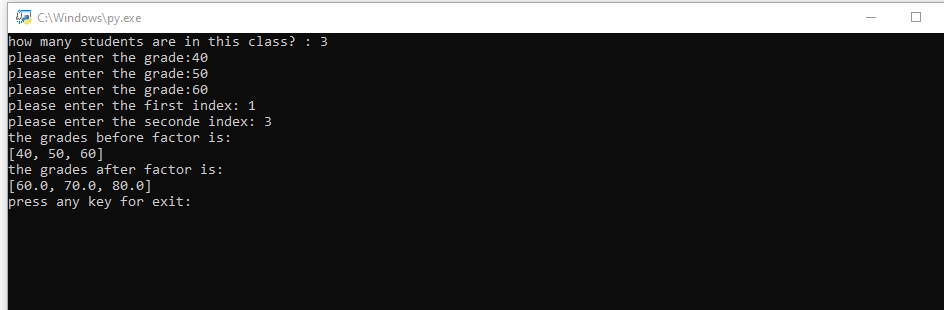 C:\Windows\py.exe
how many students are in this class? : 3
please enter the grade:40
please enter the grade:50
please enter the grade:60
please enter the first index: 1
please enter the seconde index: 3
the grades before factor is:
[40, 50, 60]
the grades after factor is:
[60.0, 70.0, 80.0]
press any key for exit: